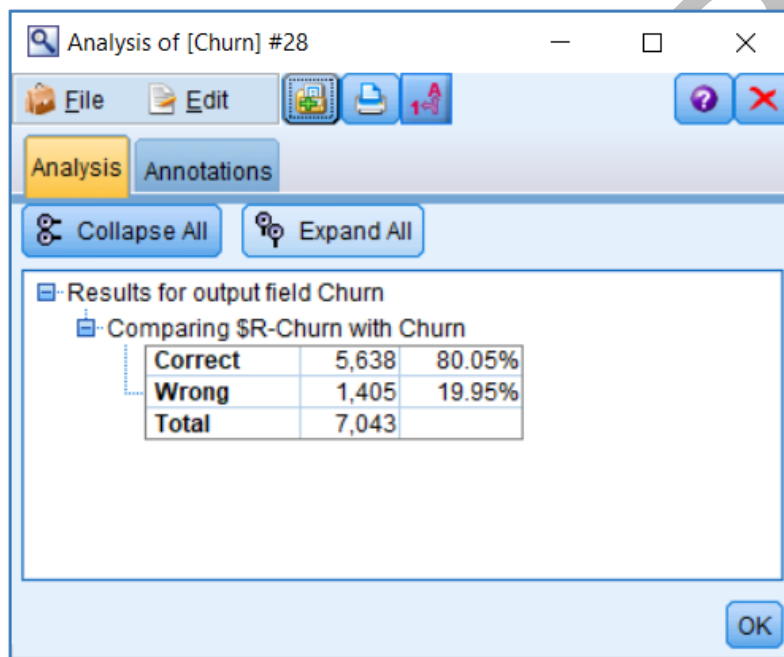 Analysis of [Churn] #28
File Edit
Analysis Annotations
Collapse All Expand All
Results for output field Churn
Comparing $R-Churn with Churn
Correct 5,638 80.05%
Wrong 1,405 19.95%
Total 7,043
OK